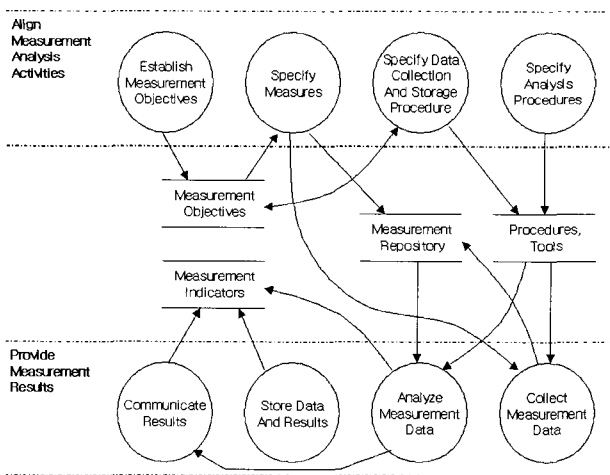 Align
Measurement
Analysis
Activities
Establish
Measurement
Objectives
Specify
Measures
Specify Data
Collection
And Storage
Procedure
Specify
Analysis
Procedures
Measurement
Objectives
Measurement
Repository
Procedures,
Tools
Measurement
Indicators
Provide
Measurement
Results
Communicate
Results
Store Data
And Results
Analyze
Measurement
Data
Collect
Measurement
Data